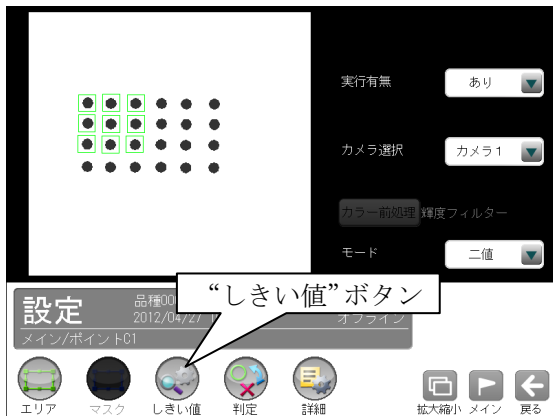 実行有無
あり
カメラ選択
カメラ1
カラー前処理 輝度フィルター
モード
二値
“しきい値”ボタン
設定
品種00
2012/04/27 1
オフライン
メイン/ポイントC1
エリア
マスク
しきい値
判定
詳細
拡大縮小
メイン
戻る